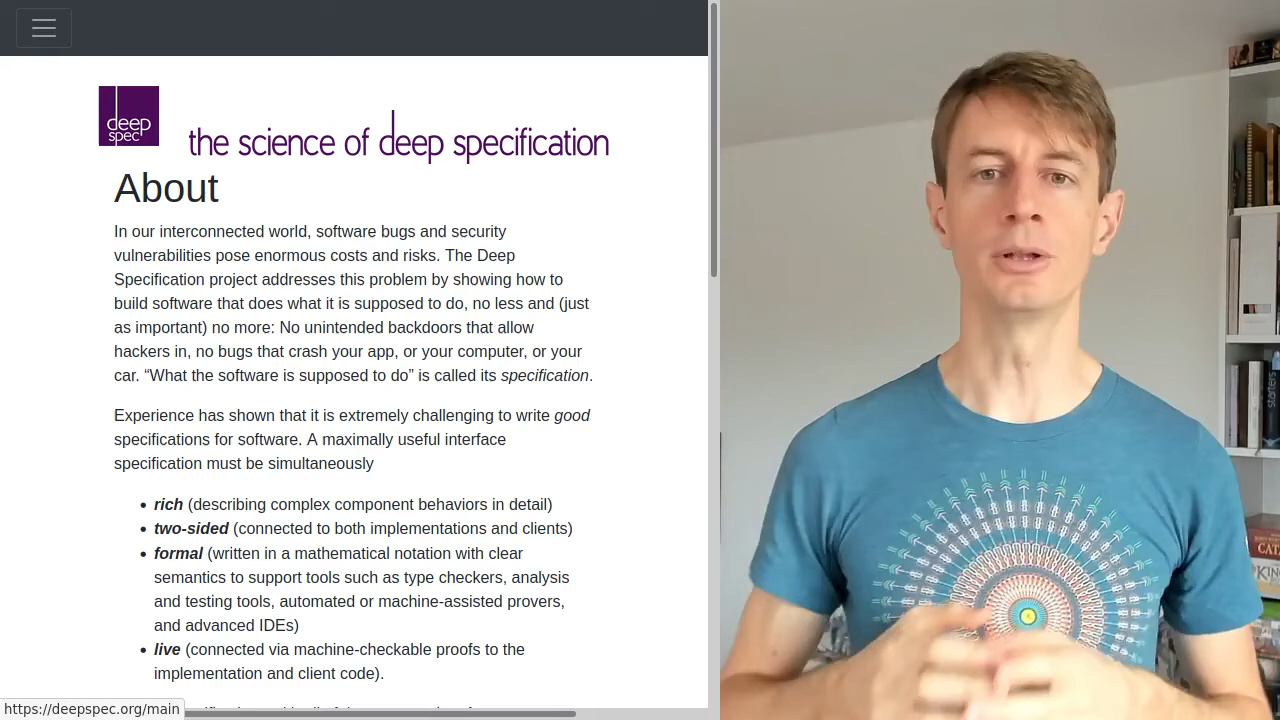 deep
spec
the science of deep specification
About
In our interconnected world, software bugs and security
vulnerabilities pose enormous costs and risks. The Deep
Specification project addresses this problem by showing how to
build software that does what it is supposed to do, no less and (just
as important) no more: No unintended backdoors that allow
hackers in, no bugs that crash your app, or your computer, or your
car. “What the software is supposed to do” is called its specification.
Experience has shown that it is extremely challenging to write good
specifications for software. A maximally useful interface
specification must be simultaneously
• rich (describing complex component behaviors in detail)
• two-sided (connected to both implementations and clients)
• formal (written in a mathematical notation with clear
semantics to support tools such as type checkers, analysis
and testing tools, automated or machine-assisted provers,
and advanced IDEs)
• live (connected via machine-checkable proofs to the
implementation and client code).
https://deepspec.org/main
starters